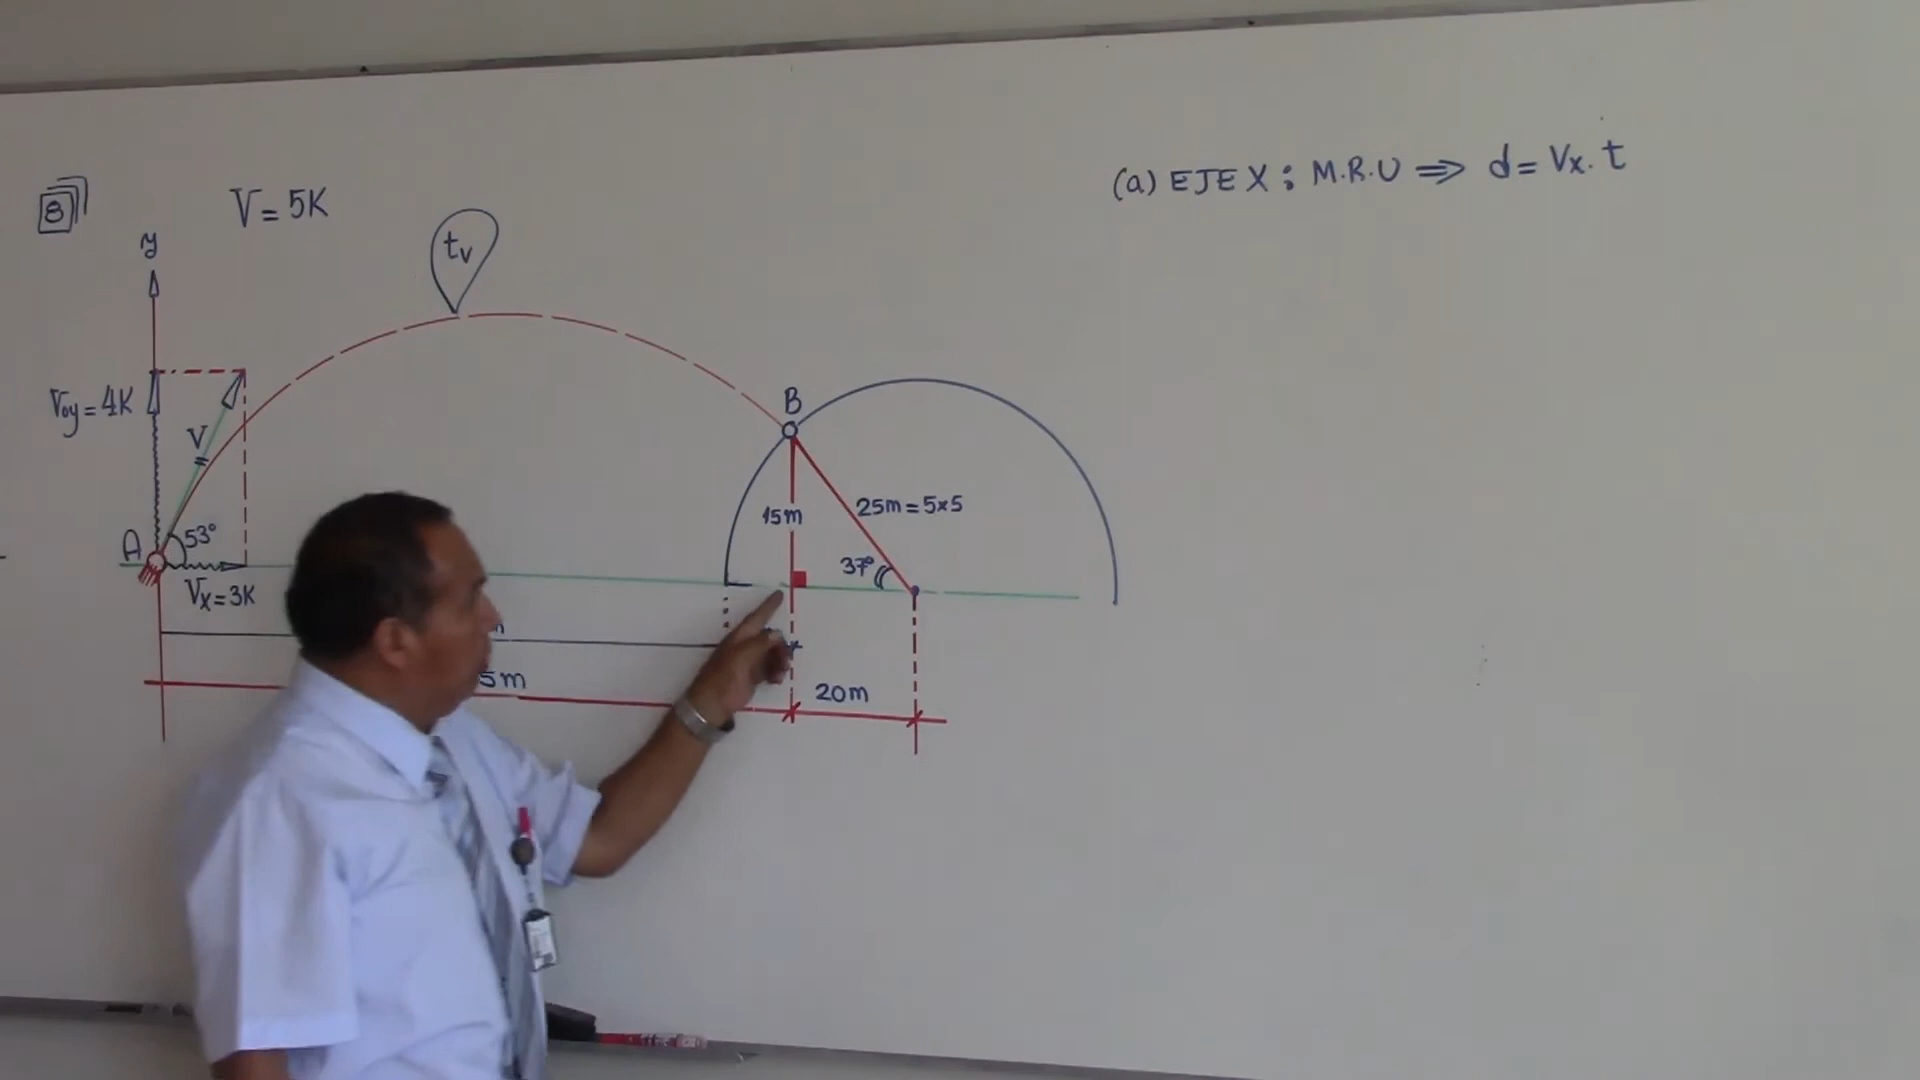 8
V = 5K
(a) EJE X : M.R.U ⇒ d = Vx . t
y
tv
Voy = 4K
V
B
A
53°
15m
25m = 5×5
37°
Vx = 3K
5m
20m